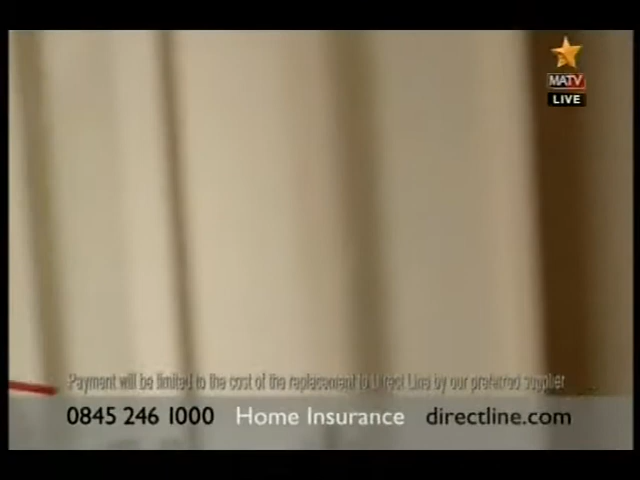 MATV
LIVE
Payment will be limited to the cost of the replacement to Direct Line by our preferred supplier
0845 246 1000 Home Insurance directline.com